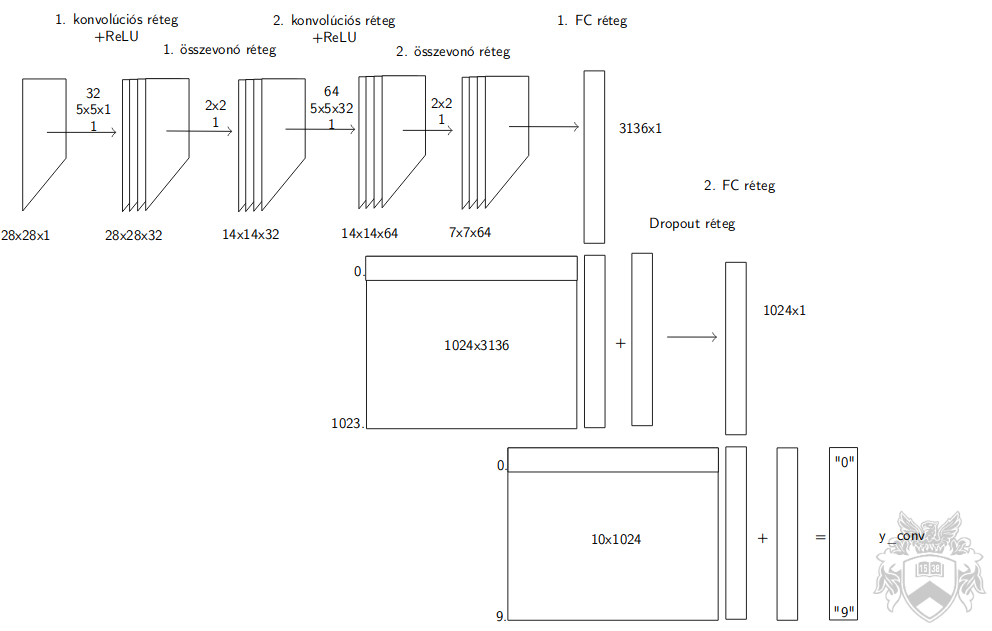 1. konvolúciós réteg
+ReLU
1. összevonó réteg
2. konvolúciós réteg
+ReLU
2. összevonó réteg
1. FC réteg
32
5x5x1
1
2x2
1
64
5x5x32
1
2x2
1
3136x1
28x28x1
28x28x32
14x14x32
14x14x64
7x7x64
2. FC réteg
Dropout réteg
0.
1024x3136
1023.
+
1024x1
0.
10x1024
9.
+
=
"0"
"9"
y_conv
15 38